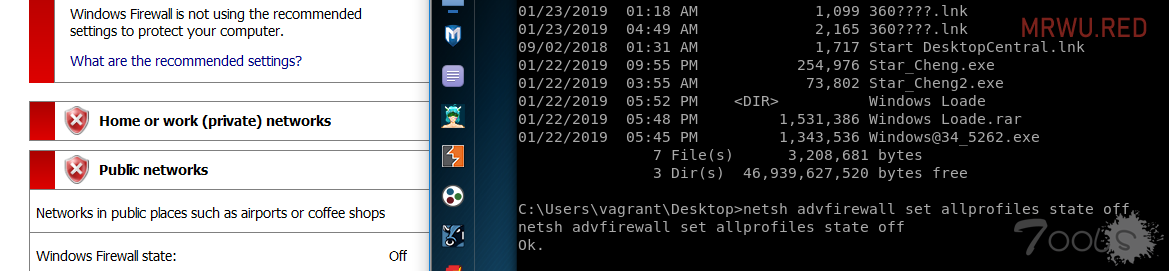 Windows Firewall is not using the recommended
settings to protect your computer.
What are the recommended settings?
Home or work (private) networks
Public networks
Networks in public places such as airports or coffee shops
Windows Firewall state: Off
01/23/2019 01:18 AM 1,099 360????.lnk
01/23/2019 04:49 AM 2,165 360????.lnk
09/02/2018 01:31 AM 1,717 Start DesktopCentral.lnk
01/22/2019 09:55 PM 254,976 Star_Cheng.exe
01/22/2019 03:55 AM 73,802 Star_Cheng2.exe
01/22/2019 05:52 PM <DIR> Windows Loade
01/22/2019 05:48 PM 1,531,386 Windows Loade.rar
01/22/2019 05:45 PM 1,343,536 Windows@34_5262.exe
7 File(s) 3,208,681 bytes
3 Dir(s) 46,939,627,520 bytes free
C:\Users\vagrant\Desktop>netsh advfirewall set allprofiles state off
netsh advfirewall set allprofiles state off
Ok.
MRWU.RED
7ools